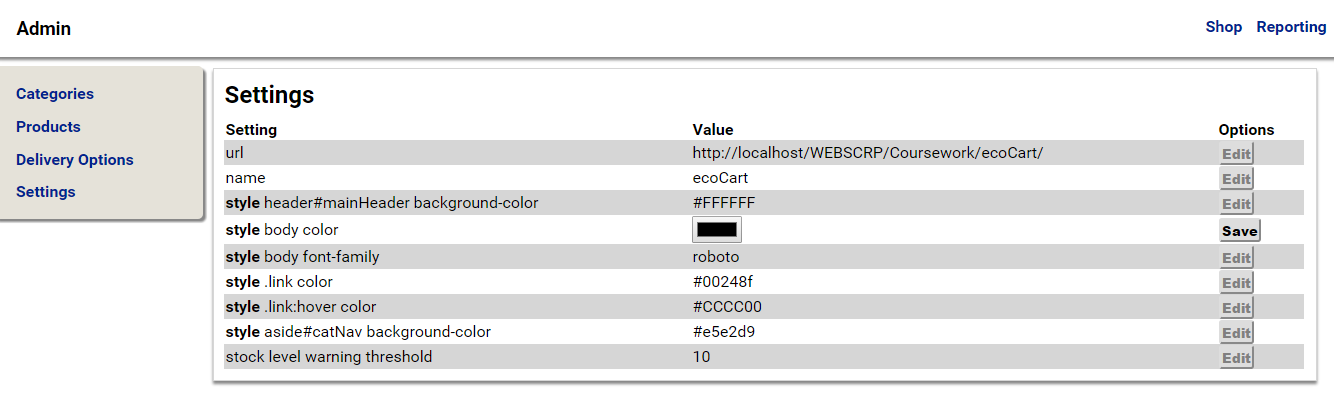 Admin Shop Reporting
Categories
Products
Delivery Options
Settings
Settings
Setting Value Options
url http://localhost/WEBSCRP/Coursework/ecoCart/ Edit
name ecoCart Edit
style header#mainHeader background-color #FFFFFF Edit
style body color Save
style body font-family roboto Edit
style .link color #00248f Edit
style .link:hover color #CCCC00 Edit
style aside#catNav background-color #e5e2d9 Edit
stock level warning threshold 10 Edit